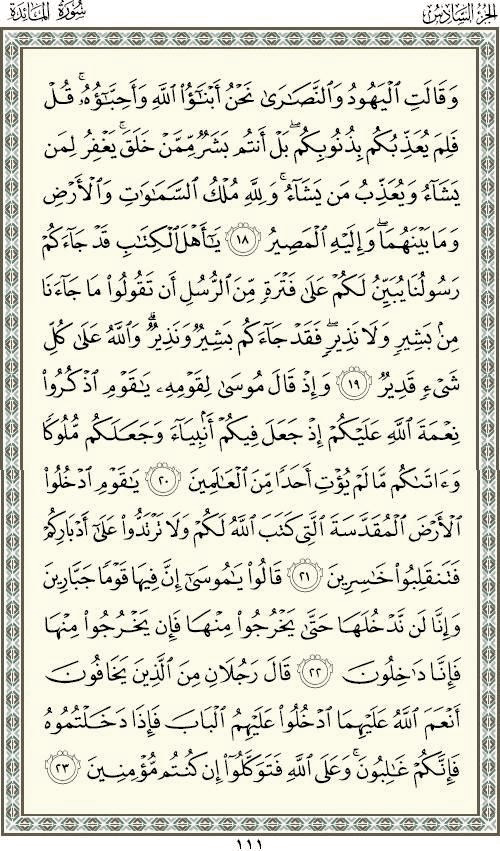 الجزء السادس
سورة المائدة
وَقَالَتِ ٱلْيَهُودُ وَٱلنَّصَٰرَىٰ نَحْنُ أَبْنَٰٓؤُا۟ ٱللَّهِ وَأَحِبَّٰٓؤُهُۥ ۚ قُلْ
فَلِمَ يُعَذِّبُكُم بِذُنُوبِكُم ۖ بَلْ أَنتُم بَشَرٌ مِّمَّنْ خَلَقَ ۚ يَغْفِرُ لِمَن
يَشَآءُ وَيُعَذِّبُ مَن يَشَآءُ ۚ وَلِلَّهِ مُلْكُ ٱلسَّمَٰوَٰتِ وَٱلْأَرْضِ
وَمَا بَيْنَهُمَا ۖ وَإِلَيْهِ ٱلْمَصِيرُ ١٨ يَٰٓأَهْلَ ٱلْكِتَٰبِ قَدْ جَآءَكُمْ
رَسُولُنَا يُبَيِّنُ لَكُمْ عَلَىٰ فَتْرَةٍ مِّنَ ٱلرُّسُلِ أَن تَقُولُوا۟ مَا جَآءَنَا
مِنۢ بَشِيرٍ وَلَا نَذِيرٍ ۖ فَقَدْ جَآءَكُم بَشِيرٌ وَنَذِيرٌ ۗ وَٱللَّهُ عَلَىٰ كُلِّ
شَىْءٍ قَدِيرٌ ١٩ وَإِذْ قَالَ مُوسَىٰ لِقَوْمِهِۦ يَٰقَوْمِ ٱذْكُرُوا۟
نِعْمَةَ ٱللَّهِ عَلَيْكُمْ إِذْ جَعَلَ فِيكُمْ أَنۢبِيَآءَ وَجَعَلَكُم مُّلُوكًا
وَءَاتَىٰكُم مَّا لَمْ يُؤْتِ أَحَدًا مِّنَ ٱلْعَٰلَمِينَ ٢٠ يَٰقَوْمِ ٱدْخُلُوا۟
ٱلْأَرْضَ ٱلْمُقَدَّسَةَ ٱلَّتِى كَتَبَ ٱللَّهُ لَكُمْ وَلَا تَرْتَدُّوا۟ عَلَىٰٓ أَدْبَارِكُمْ
فَتَنقَلِبُوا۟ خَٰسِرِينَ ٢١ قَالُوا۟ يَٰمُوسَىٰٓ إِنَّ فِيهَا قَوْمًا جَبَّارِينَ
وَإِنَّا لَن نَّدْخُلَهَا حَتَّىٰ يَخْرُجُوا۟ مِنْهَا فَإِن يَخْرُجُوا۟ مِنْهَا
فَإِنَّا دَٰخِلُونَ ٢٢ قَالَ رَجُلَانِ مِنَ ٱلَّذِينَ يَخَافُونَ
أَنْعَمَ ٱللَّهُ عَلَيْهِمَا ٱدْخُلُوا۟ عَلَيْهِمُ ٱلْبَابَ فَإِذَا دَخَلْتُمُوهُ
فَإِنَّكُمْ غَٰلِبُونَ ۚ وَعَلَى ٱللَّهِ فَتَوَكَّلُوٓا۟ إِن كُنتُم مُّؤْمِنِينَ ٢٣
١١١